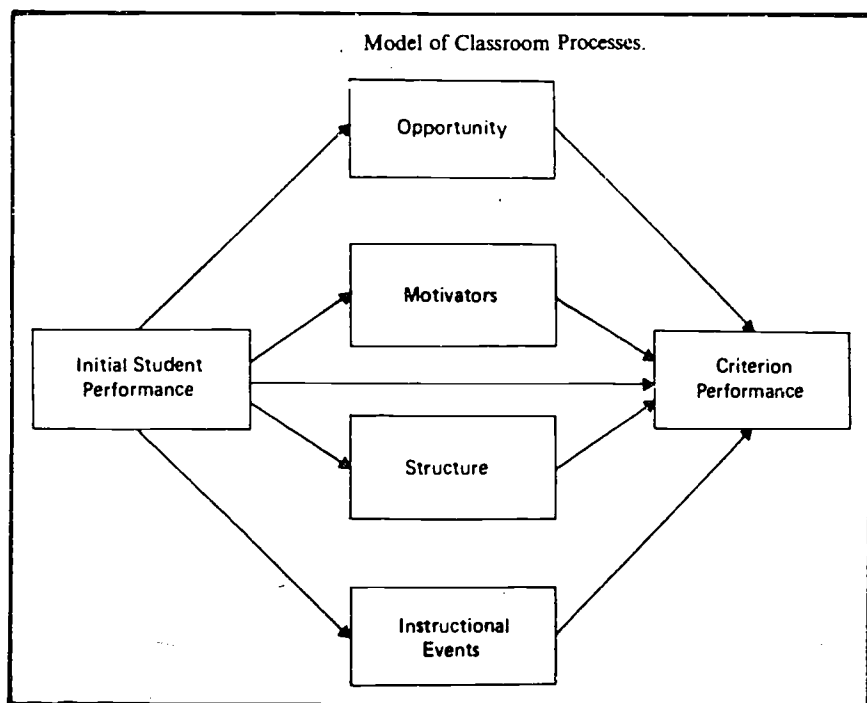 Model of Classroom Processes.
Opportunity
Motivators
Initial Student
Performance
Criterion
Performance
Structure
Instructional
Events